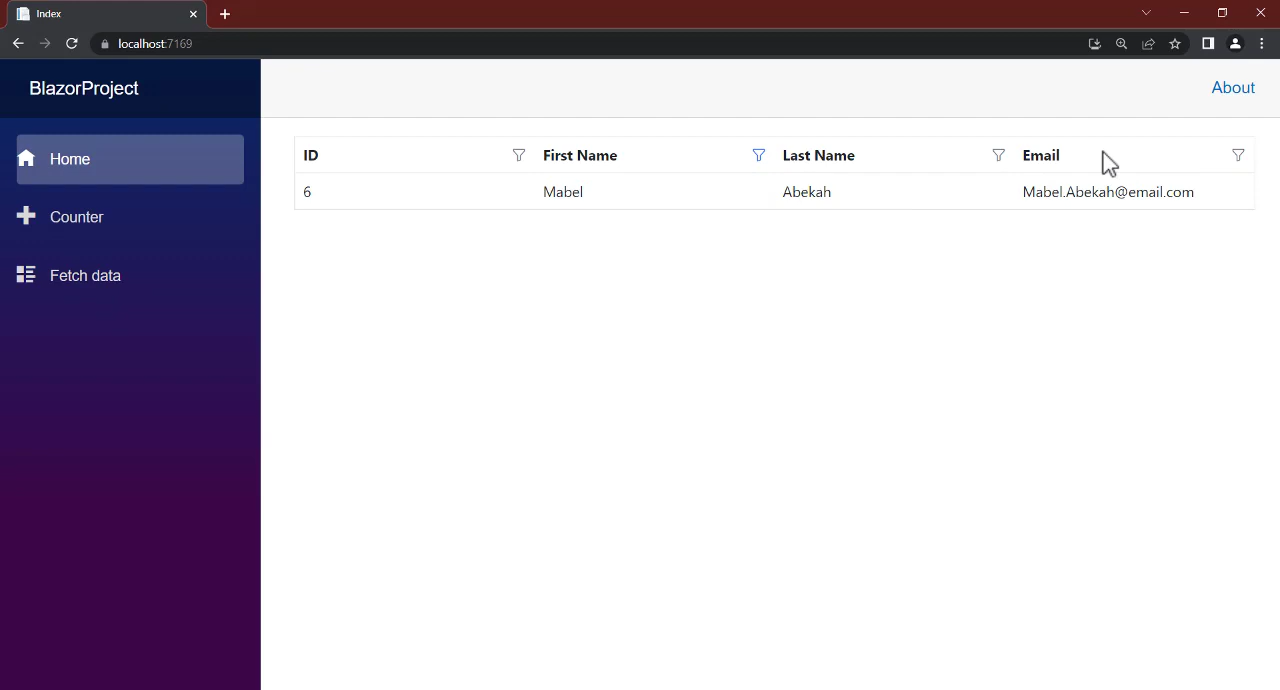 Index
localhost:7169
BlazorProject
About
Home
Counter
Fetch data
ID First Name Last Name Email
6 Mabel Abekah Mabel.Abekah@email.com